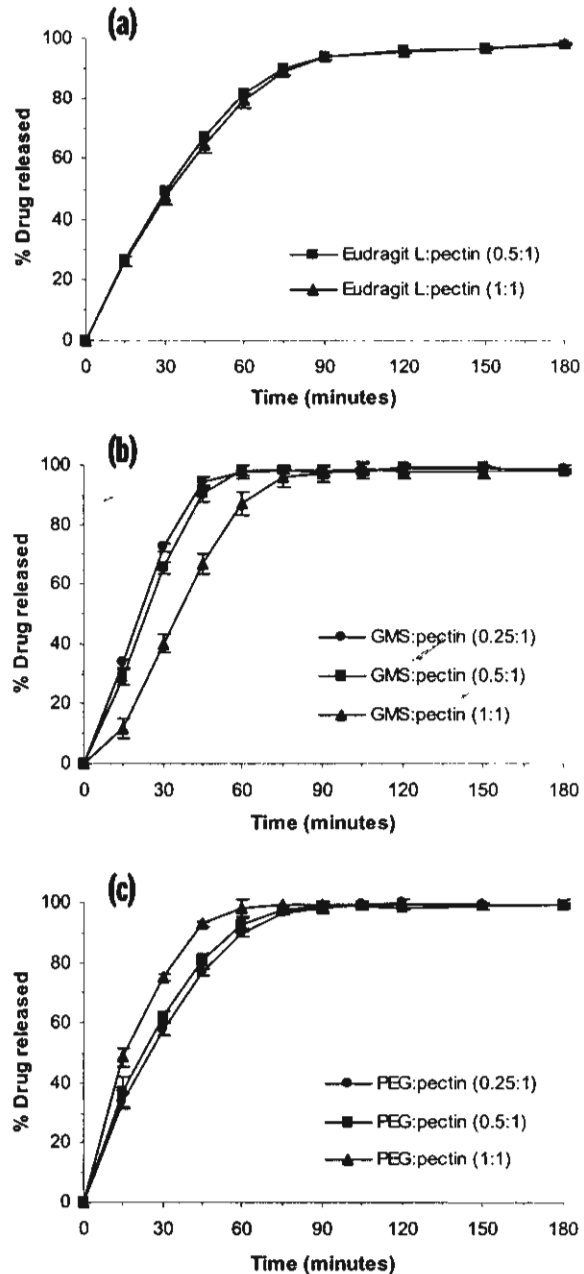 (a)
100
80
60
40
20
0
% Drug released
Eudragit L:pectin (0.5:1)
Eudragit L:pectin (1:1)
0 30 60 90 120 150 180
Time (minutes)
(b)
100
80
60
40
20
0
% Drug released
GMS:pectin (0.25:1)
GMS:pectin (0.5:1)
GMS:pectin (1:1)
0 30 60 90 120 150 180
Time (minutes)
(c)
100
80
60
40
20
0
% Drug released
PEG:pectin (0.25:1)
PEG:pectin (0.5:1)
PEG:pectin (1:1)
0 30 60 90 120 150 180
Time (minutes)